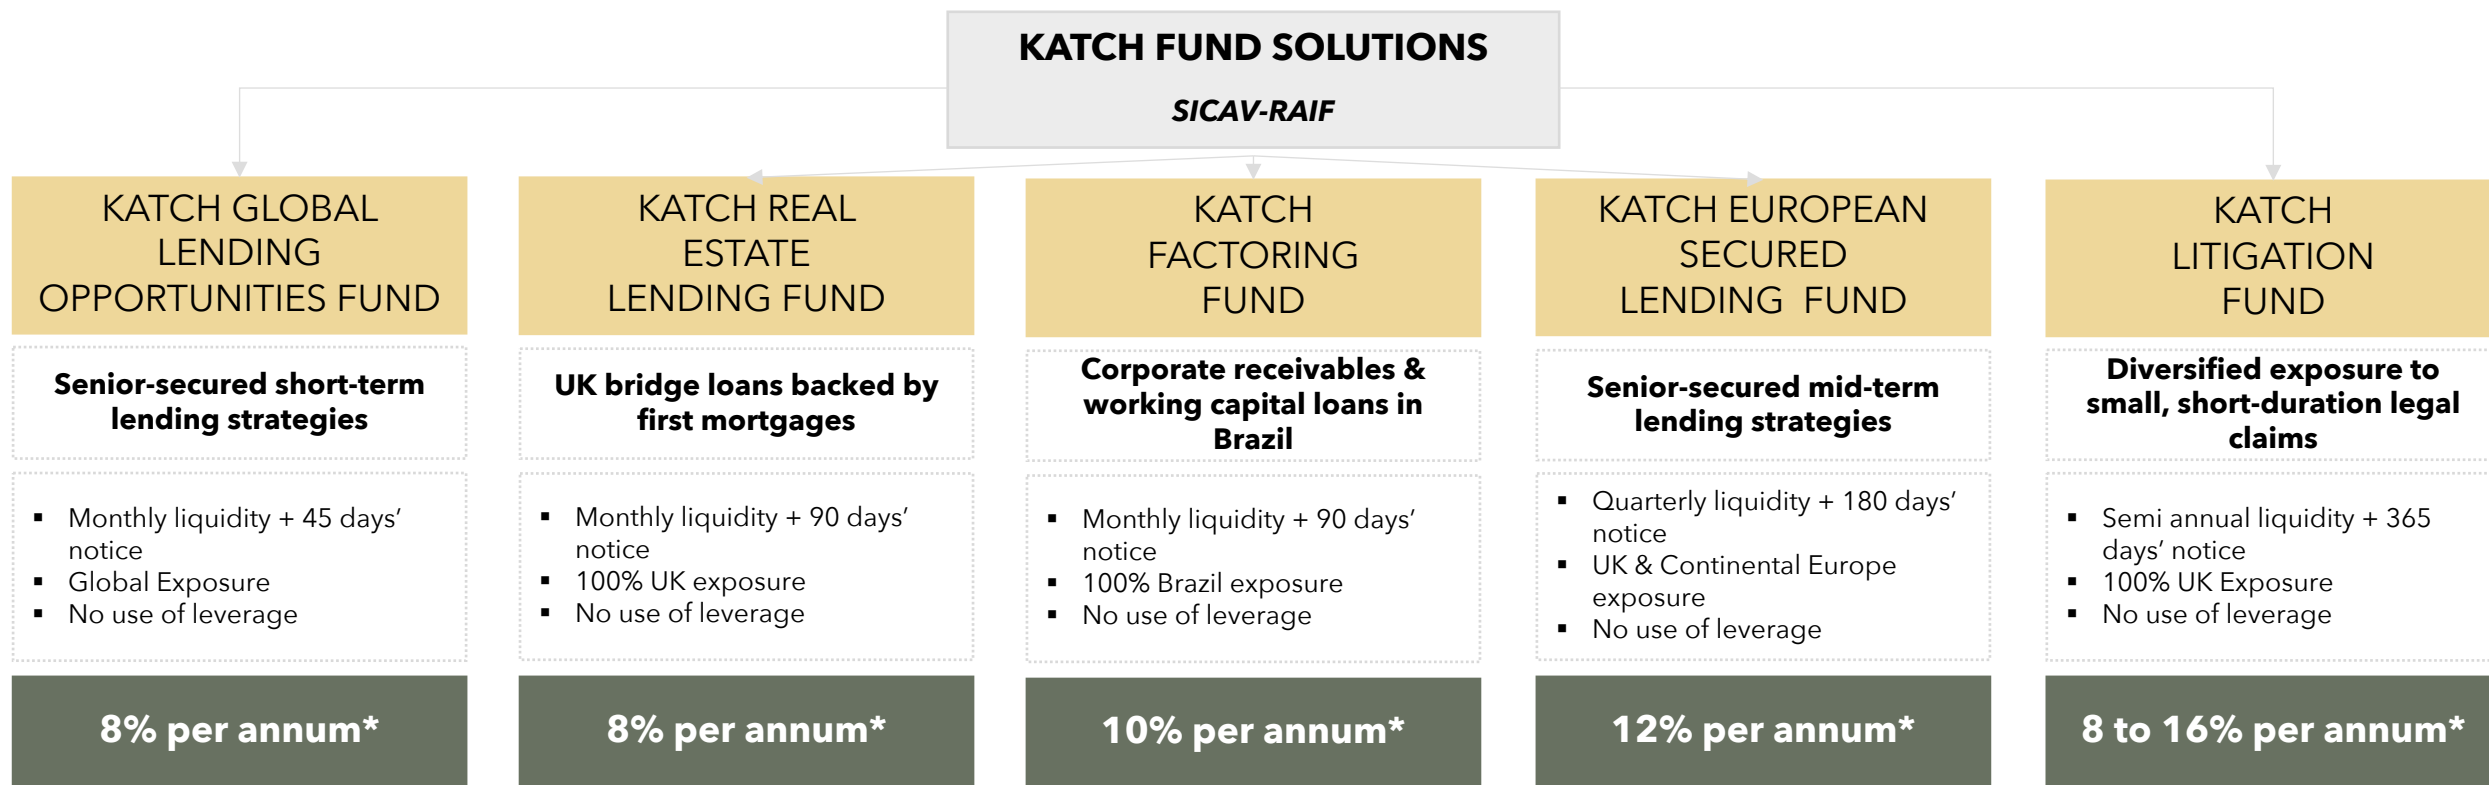 KATCH FUND SOLUTIONS
SICAV-RAIF
KATCH GLOBAL
LENDING
OPPORTUNITIES FUND
Senior-secured short-term
lending strategies
▪ Monthly liquidity + 45 days’
notice
▪ Global Exposure
▪ No use of leverage
8% per annum*
KATCH REAL
ESTATE
LENDING FUND
UK bridge loans backed by
first mortgages
▪ Monthly liquidity + 90 days’
notice
▪ 100% UK exposure
▪ No use of leverage
8% per annum*
KATCH
FACTORING
FUND
Corporate receivables &
working capital loans in
Brazil
▪ Monthly liquidity + 90 days’
notice
▪ 100% Brazil exposure
▪ No use of leverage
10% per annum*
KATCH EUROPEAN
SECURED
LENDING FUND
Senior-secured mid-term
lending strategies
▪ Quarterly liquidity + 180 days’
notice
▪ UK & Continental Europe
exposure
▪ No use of leverage
12% per annum*
KATCH
LITIGATION
FUND
Diversified exposure to
small, short-duration legal
claims
▪ Semi annual liquidity + 365
days’ notice
▪ 100% UK Exposure
▪ No use of leverage
8 to 16% per annum*